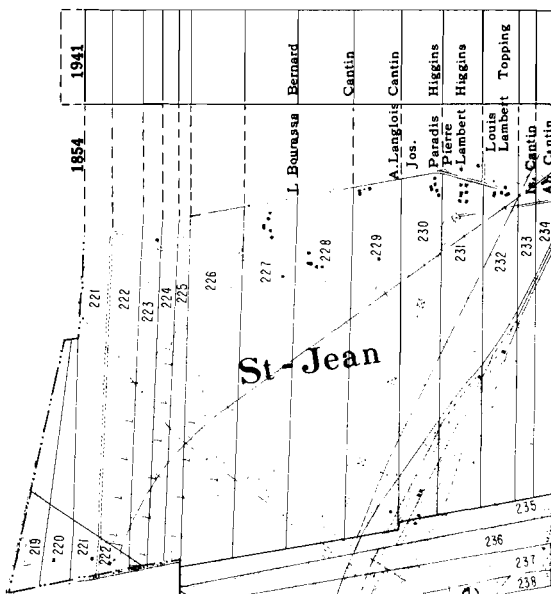 1941
Bernard
Cantin
Cantin
Higgins
Higgins
Topping
1854
L Bourassa
A. Langlois
Jos.
Paradis
Pierre
Lambert
Louis
Lambert
Is. Cantin
Ab. Cantin
221
222
223
224
225
226
227
228
229
230
231
232
233
234
St-Jean
219
220
221
222
235
236
237
238